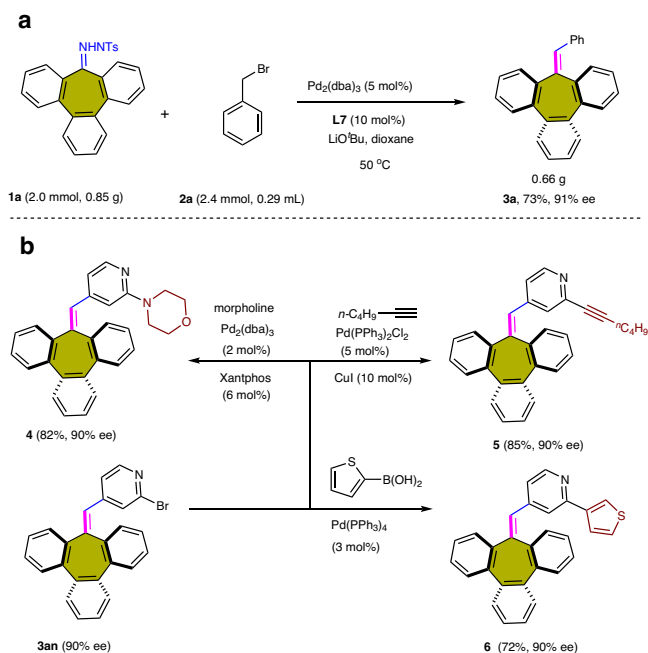 a
NHNTs
Br
Ph
+
Pd2(dba)3 (5 mol%)
L7 (10 mol%)
LiOtBu, dioxane
50 oC
0.66 g
1a (2.0 mmol, 0.85 g)
2a (2.4 mmol, 0.29 mL)
3a, 73%, 91% ee
b
N
N
O
morpholine
Pd2(dba)3
(2 mol%)
Xantphos
(6 mol%)
n-C4H9
Pd(PPh3)2Cl2
(5 mol%)
CuI (10 mol%)
N
nC4H9
4 (82%, 90% ee)
5 (85%, 90% ee)
N
Br
S
B(OH)2
Pd(PPh3)4
(3 mol%)
N
S
3an (90% ee)
6 (72%, 90% ee)